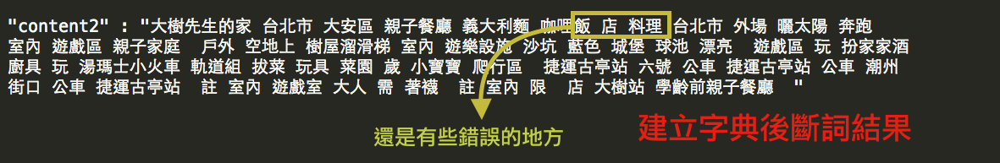 "content2" : "大樹先生的家 台北市 大安區 親子餐廳 義大利麵 咖哩飯 店 料理 台北市 外場 曬太陽 奔跑
室內 遊戲區 親子家庭  戶外 空地上 樹屋溜滑梯 室內 遊樂設施 沙坑 藍色 城堡 球池 漂亮  遊戲區 玩 扮家家酒
廚具 玩 湯瑪士小火車 軌道組 拔菜 玩具 菜園 歲 小寶寶 爬行區  捷運古亭站 六號 公車 捷運古亭站 公車 潮州
街口 公車 捷運古亭站  註 室內 遊戲室 大人 需 著襪  註 室內 限  店 大樹站 學齡前親子餐廳  "
還是有些錯誤的地方
建立字典後斷詞結果